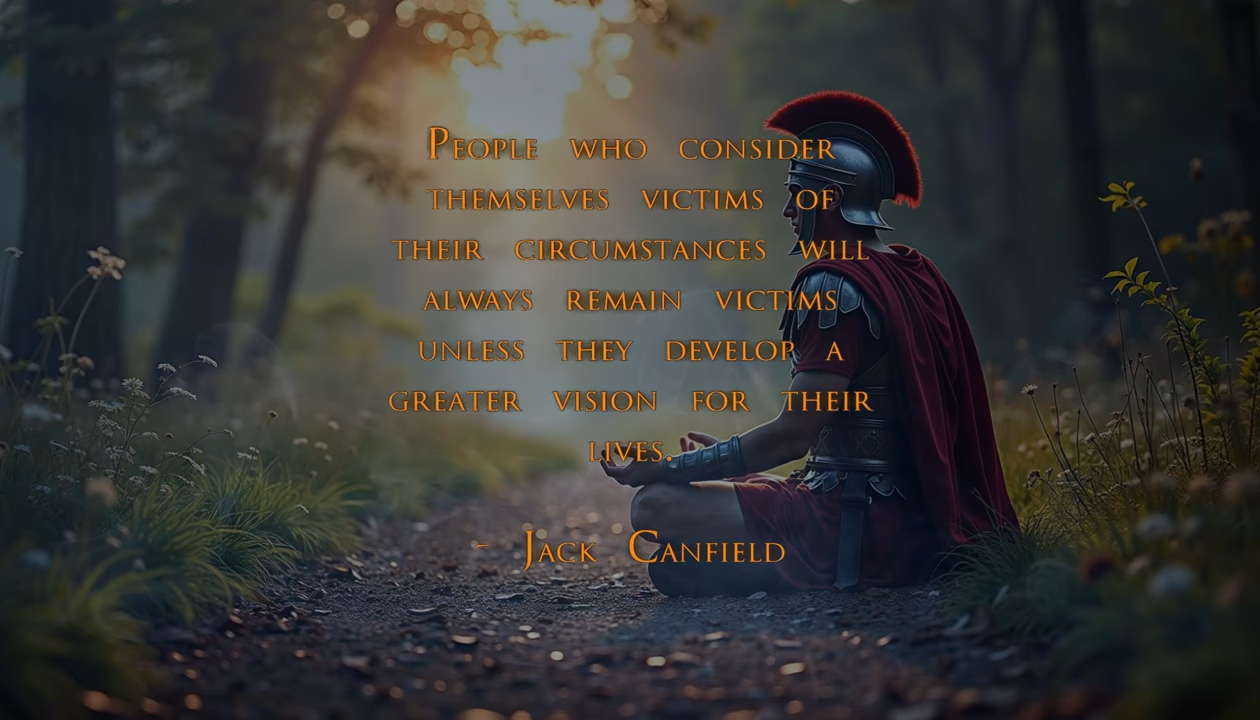 People who consider
themselves victims of
their circumstances will
always remain victims
unless they develop a
greater vision for their
lives.
- Jack Canfield